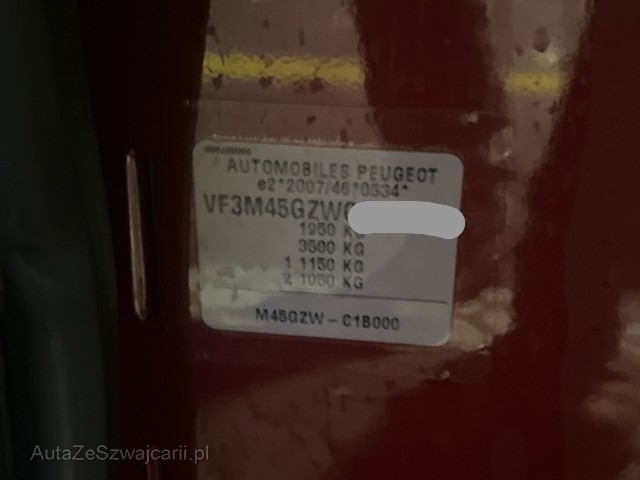 AUTOMOBILES PEUGEOT
e2*2007/46*0534*
VF3M45GZW
1950 KG
3500 KG
1 1150 KG
2 1050 KG
M45GZW - C1B000
AutaZeSzwajcarii.pl